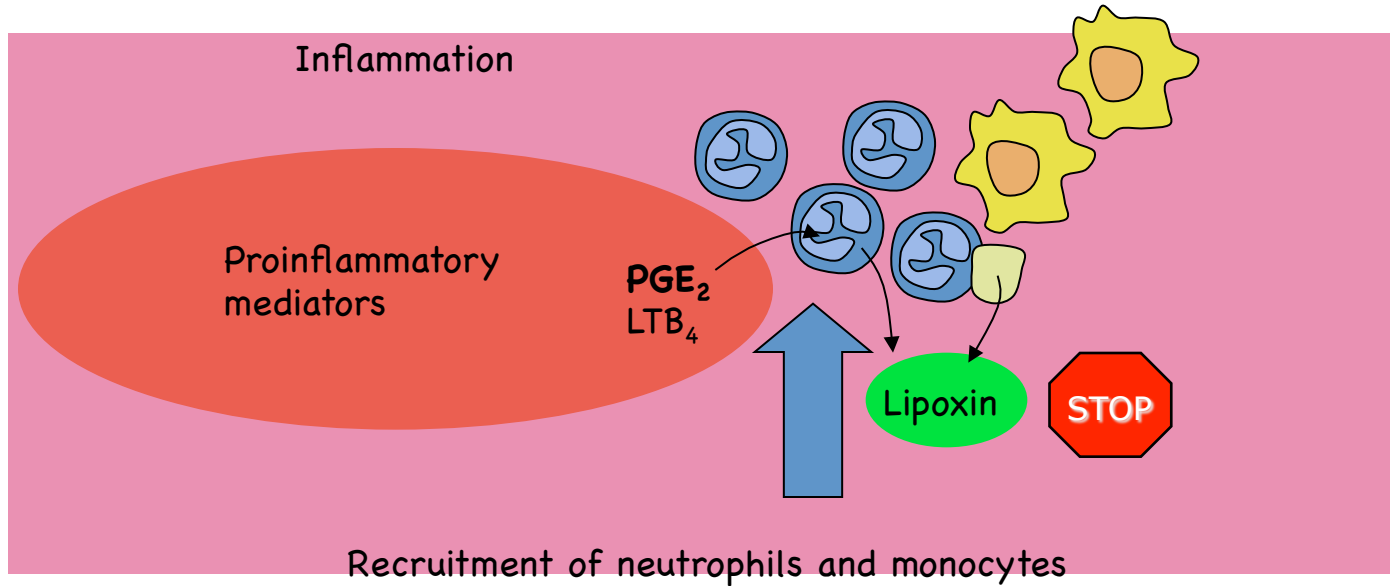 Inflammation
Proinflammatory
mediators
PGE₂
LTB₄
Lipoxin
STOP
Recruitment of neutrophils and monocytes